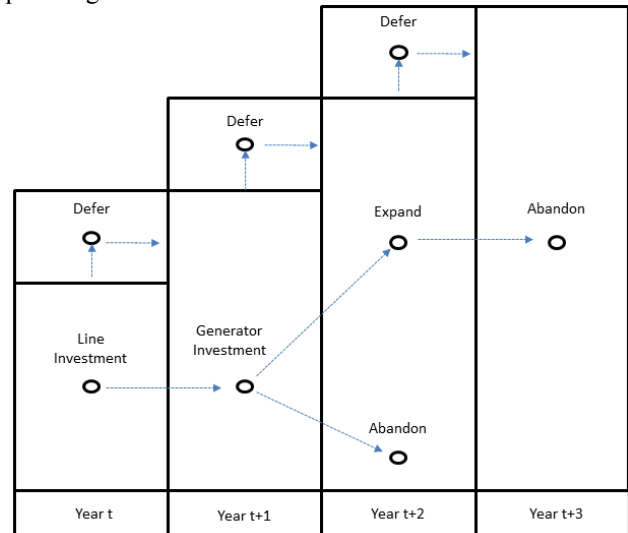 Defer
Defer
Defer
Expand
Abandon
Line
Investment
Generator
Investment
Abandon
Year t
Year t+1
Year t+2
Year t+3